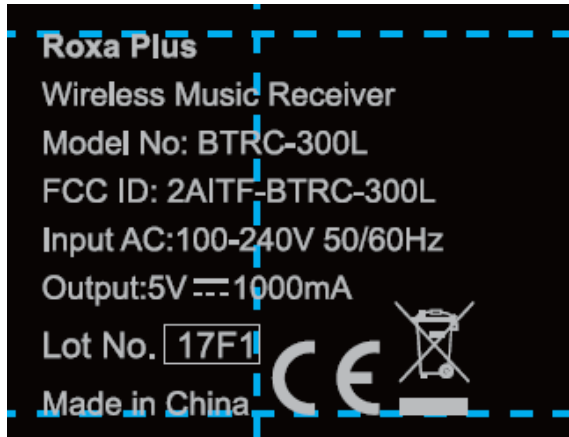 Roxa Plus
Wireless Music Receiver
Model No: BTRC-300L
FCC ID: 2AITF-BTRC-300L
Input AC:100-240V 50/60Hz
Output:5V⎓1000mA
Lot No. 17F1
CE
Made in China